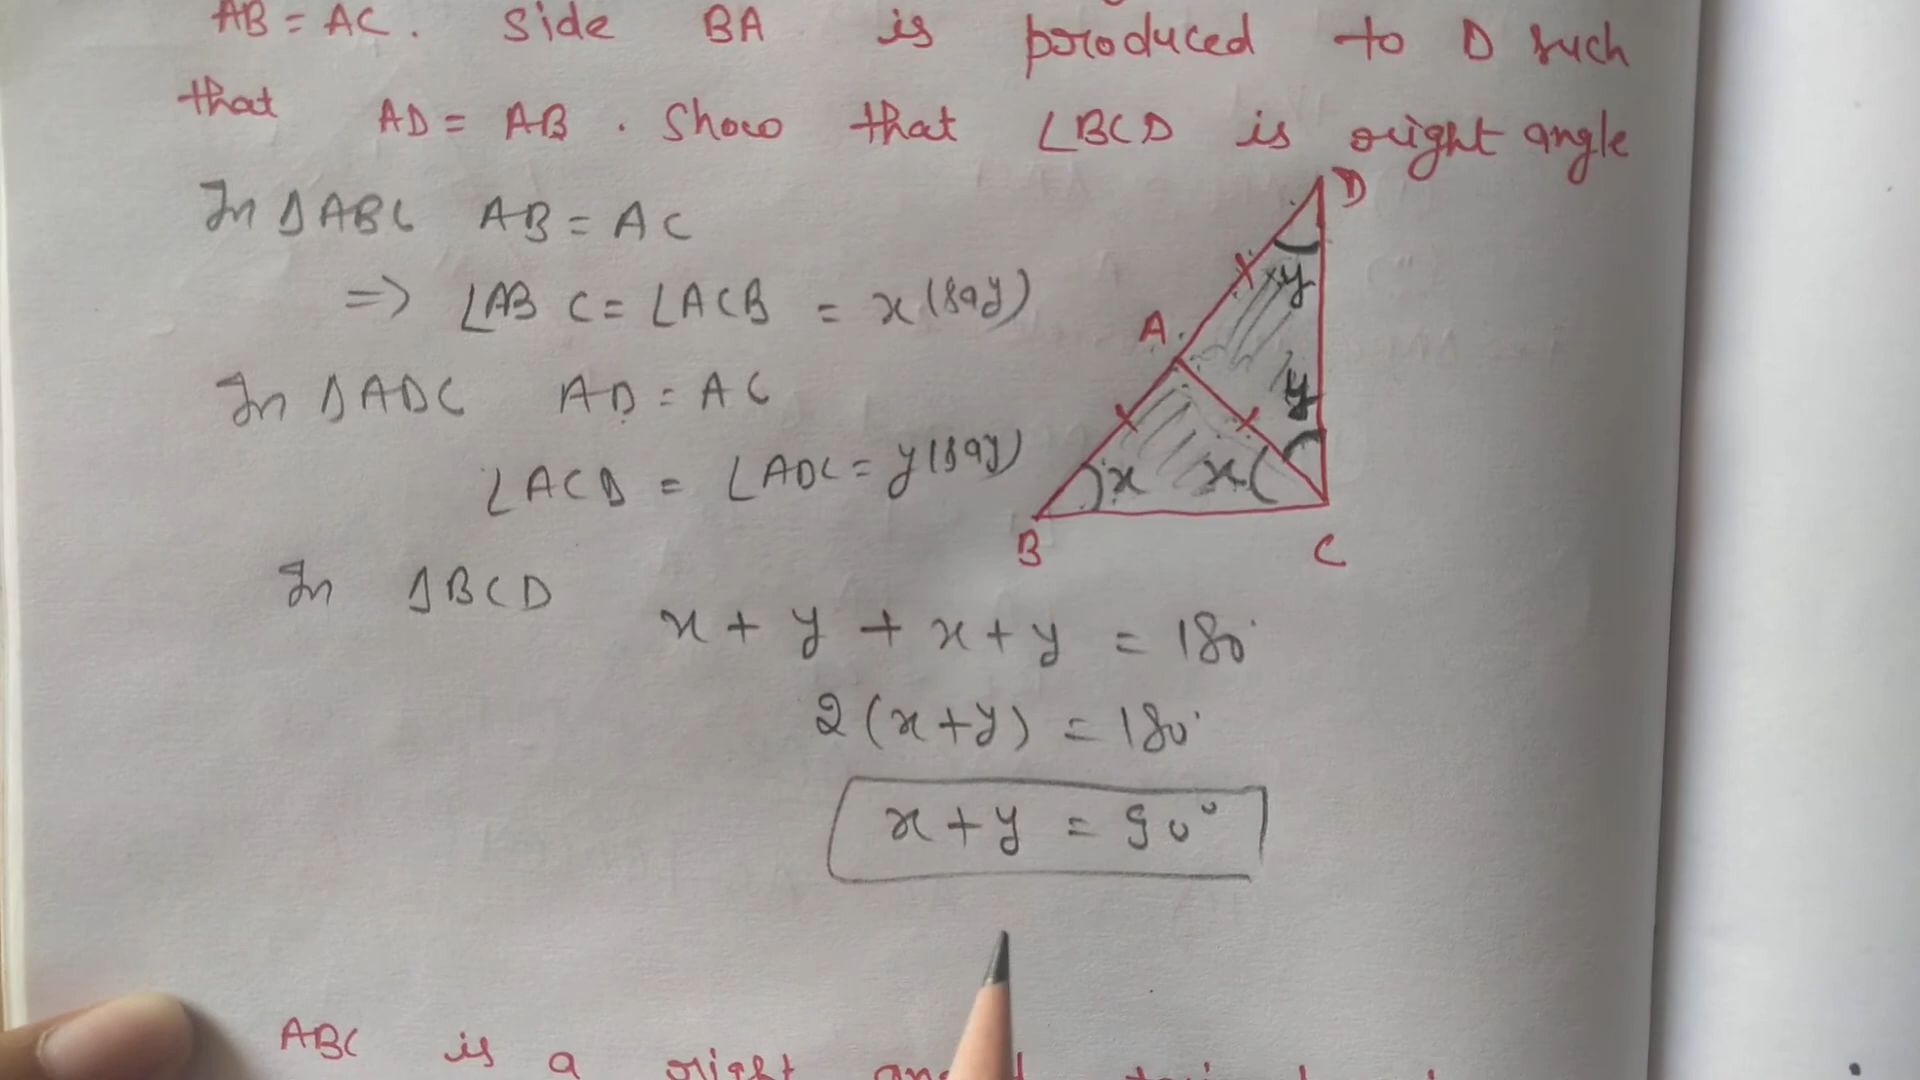 AB = AC. Side BA is produced to D such
that AD = AB. Show that ∠BCD is right angle
In ΔABC AB = AC
=> ∠ABC = ∠ACB = x (say)
In ΔADC AD = AC
∠ACD = ∠ADC = y (say)
In ΔBCD
x + y + x + y = 180°
2(x+y) = 180°
x + y = 90°
D
y
A
y
x x
B C
ABC is a right